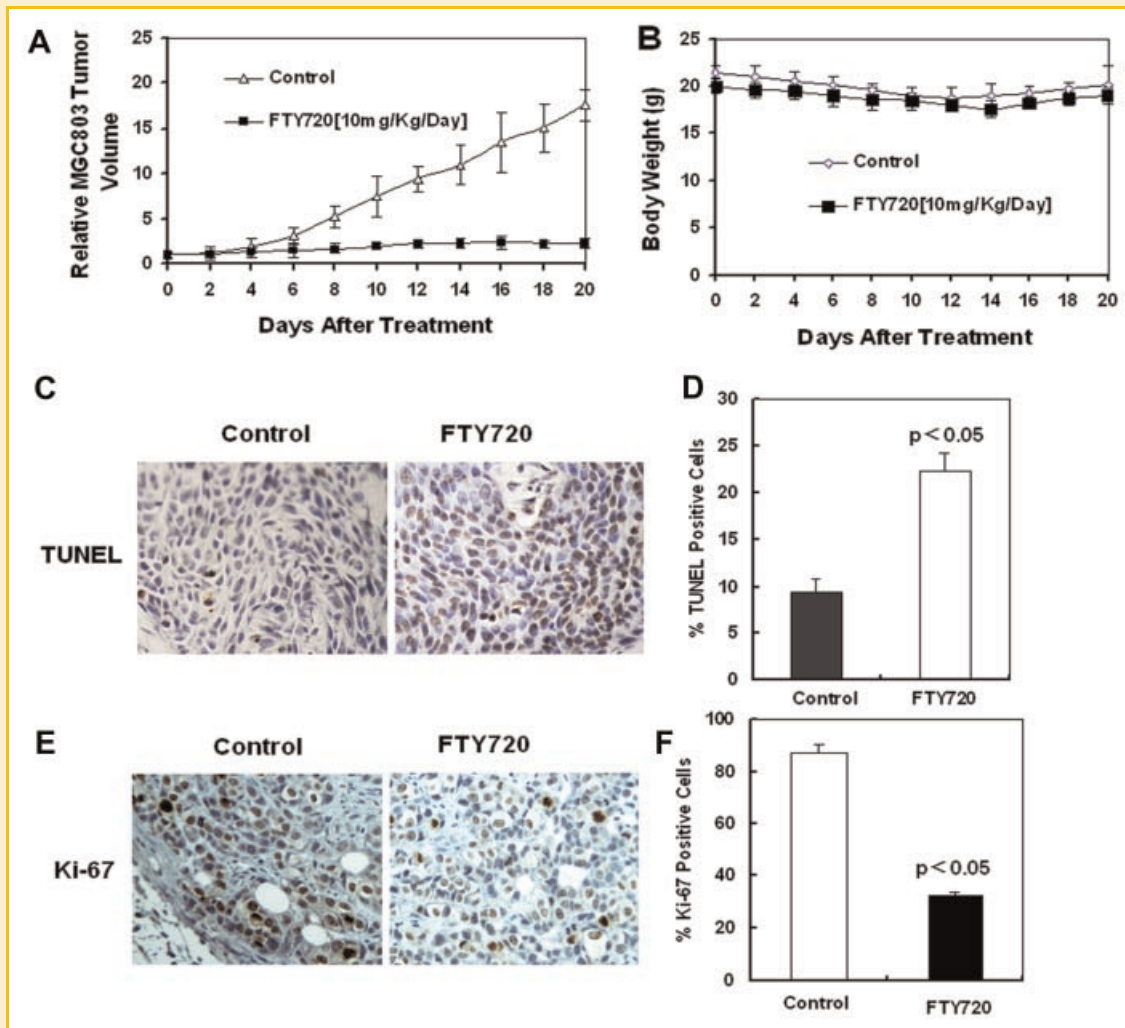 A
Relative MGC803 Tumor
Volume
25
20
15
10
5
0
Control
FTY720[10mg/Kg/Day]
0 2 4 6 8 10 12 14 16 18 20
Days After Treatment
B
Body Weight (g)
25
20
15
10
5
0
Control
FTY720[10mg/Kg/Day]
0 2 4 6 8 10 12 14 16 18 20
Days After Treatment
C
Control FTY720
TUNEL
D
% TUNEL Positive Cells
30
25
20
15
10
5
0
p<0.05
Control FTY720
E
Control FTY720
Ki-67
F
% Ki-67 Positive Cells
100
80
60
40
20
0
p<0.05
Control FTY720